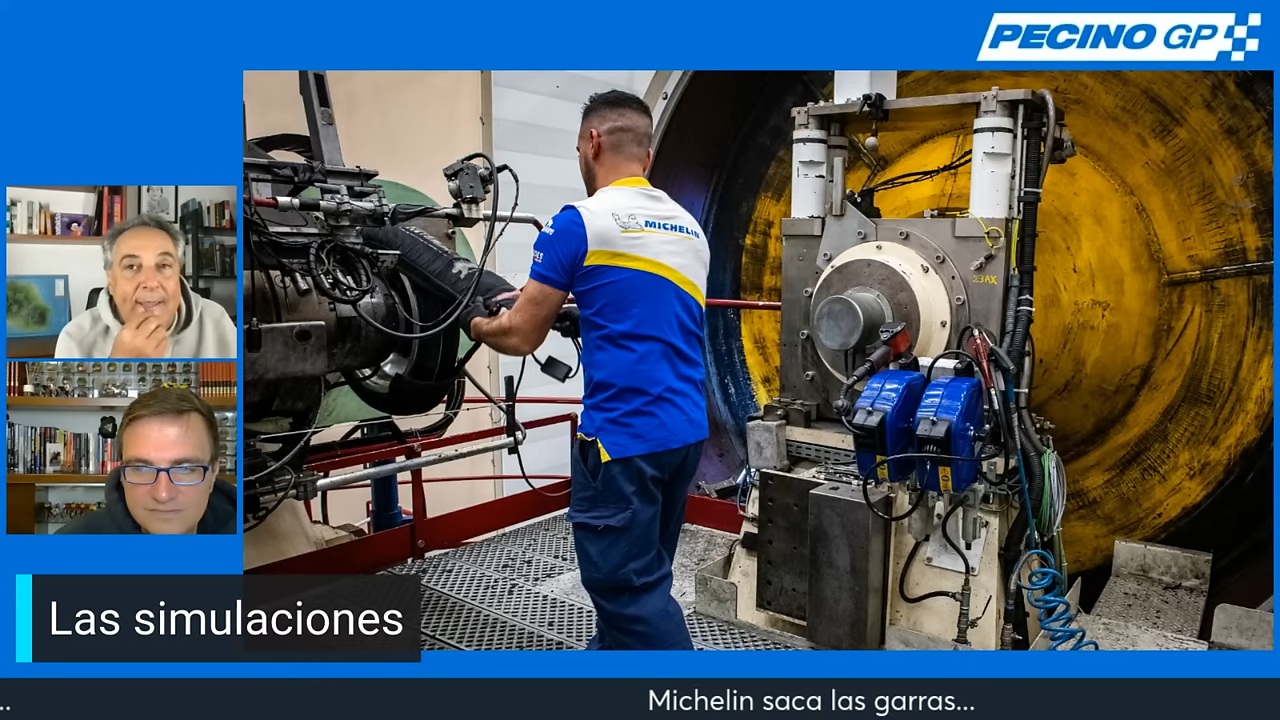 PECINO GP
MICHELIN
23AX
Las simulaciones
..
Michelin saca las garras...